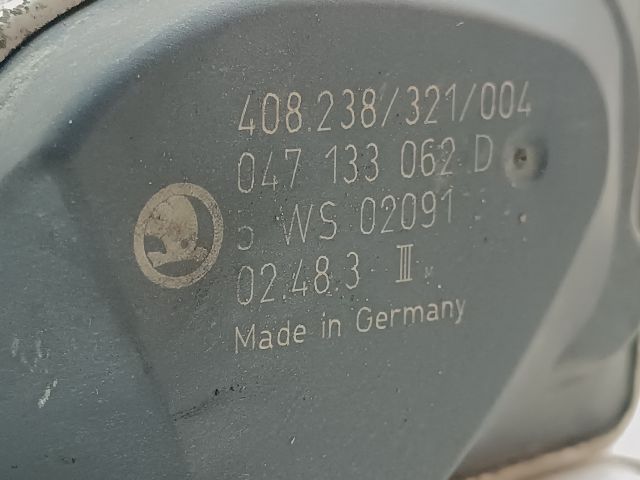 408.238/321/004
047 133 062 D
5 WS 02091
02.48.3 III
Made in Germany